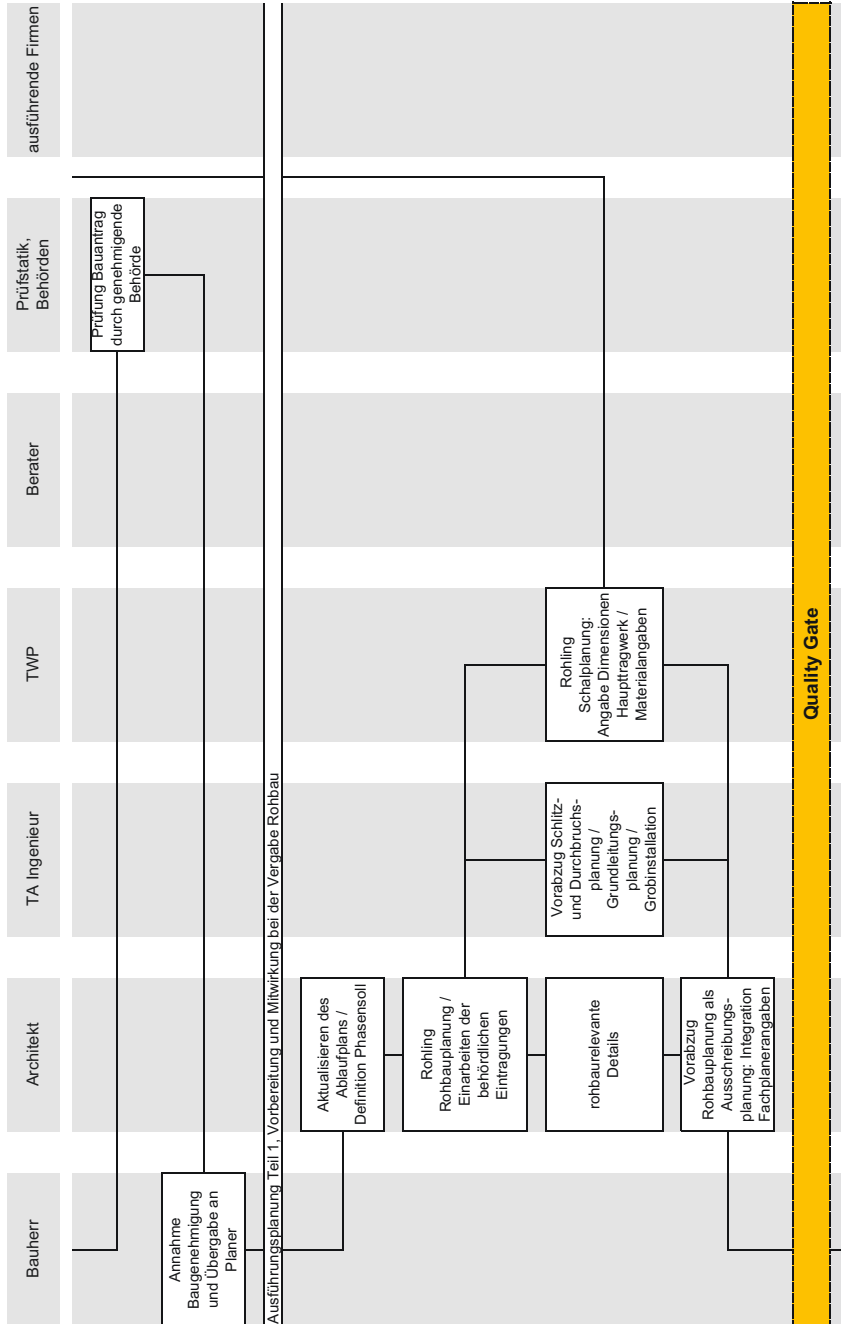 Bauherr
Architekt
TA Ingenieur
TWP
Berater
Prüfstatik,
Behörden
ausführende Firmen
Prüfung Bauantrag
durch genehmigende
Behörde
Annahme
Baugenehmigung
und Übergabe an
Planer
Ausführungsplanung Teil 1, Vorbereitung und Mitwirkung bei der Vergabe Rohbau
Aktualisieren des
Ablaufplans /
Definition Phasensoll
Rohling
Rohbauplanung /
Einarbeiten der
behördlichen
Eintragungen
rohbaurelevante
Details
Vorabzug Schlitz-
und Durchbruchs-
planung /
Grundleitungs-
planung /
Grobinstallation
Rohling
Schalplanung:
Angabe Dimensionen
Haupttragwerk /
Materialangaben
Vorabzug
Rohbauplanung als
Ausschreibungs-
planung: Integration
Fachplanerangaben
Quality Gate